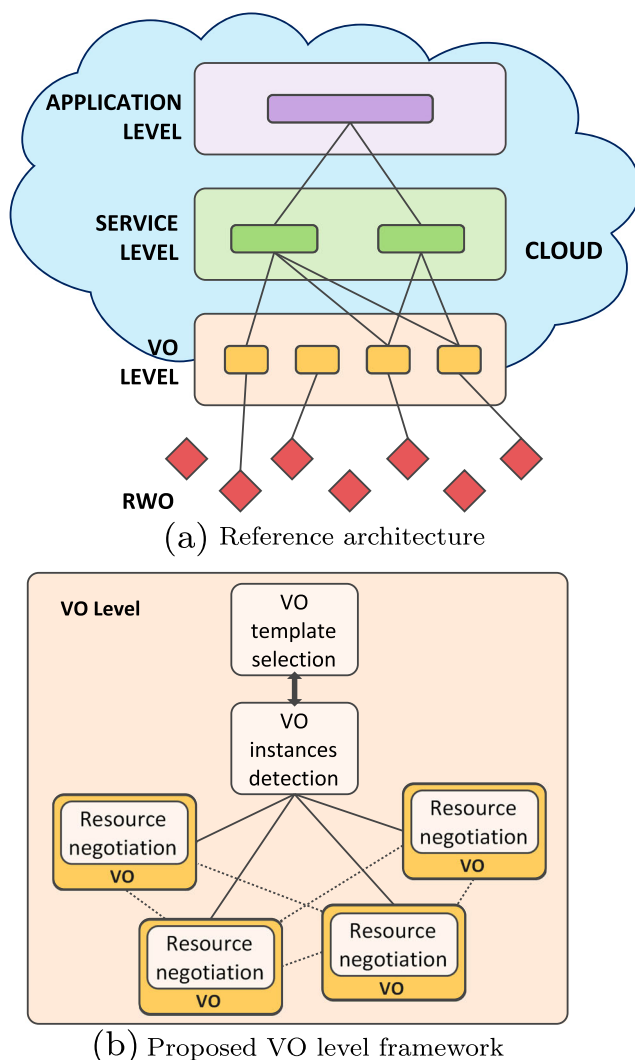 APPLICATION
LEVEL
SERVICE
LEVEL
CLOUD
VO
LEVEL
RWO
(a) Reference architecture
VO Level
VO
template
selection
VO
instances
detection
Resource
negotiation
VO
Resource
negotiation
VO
Resource
negotiation
VO
Resource
negotiation
VO
(b) Proposed VO level framework